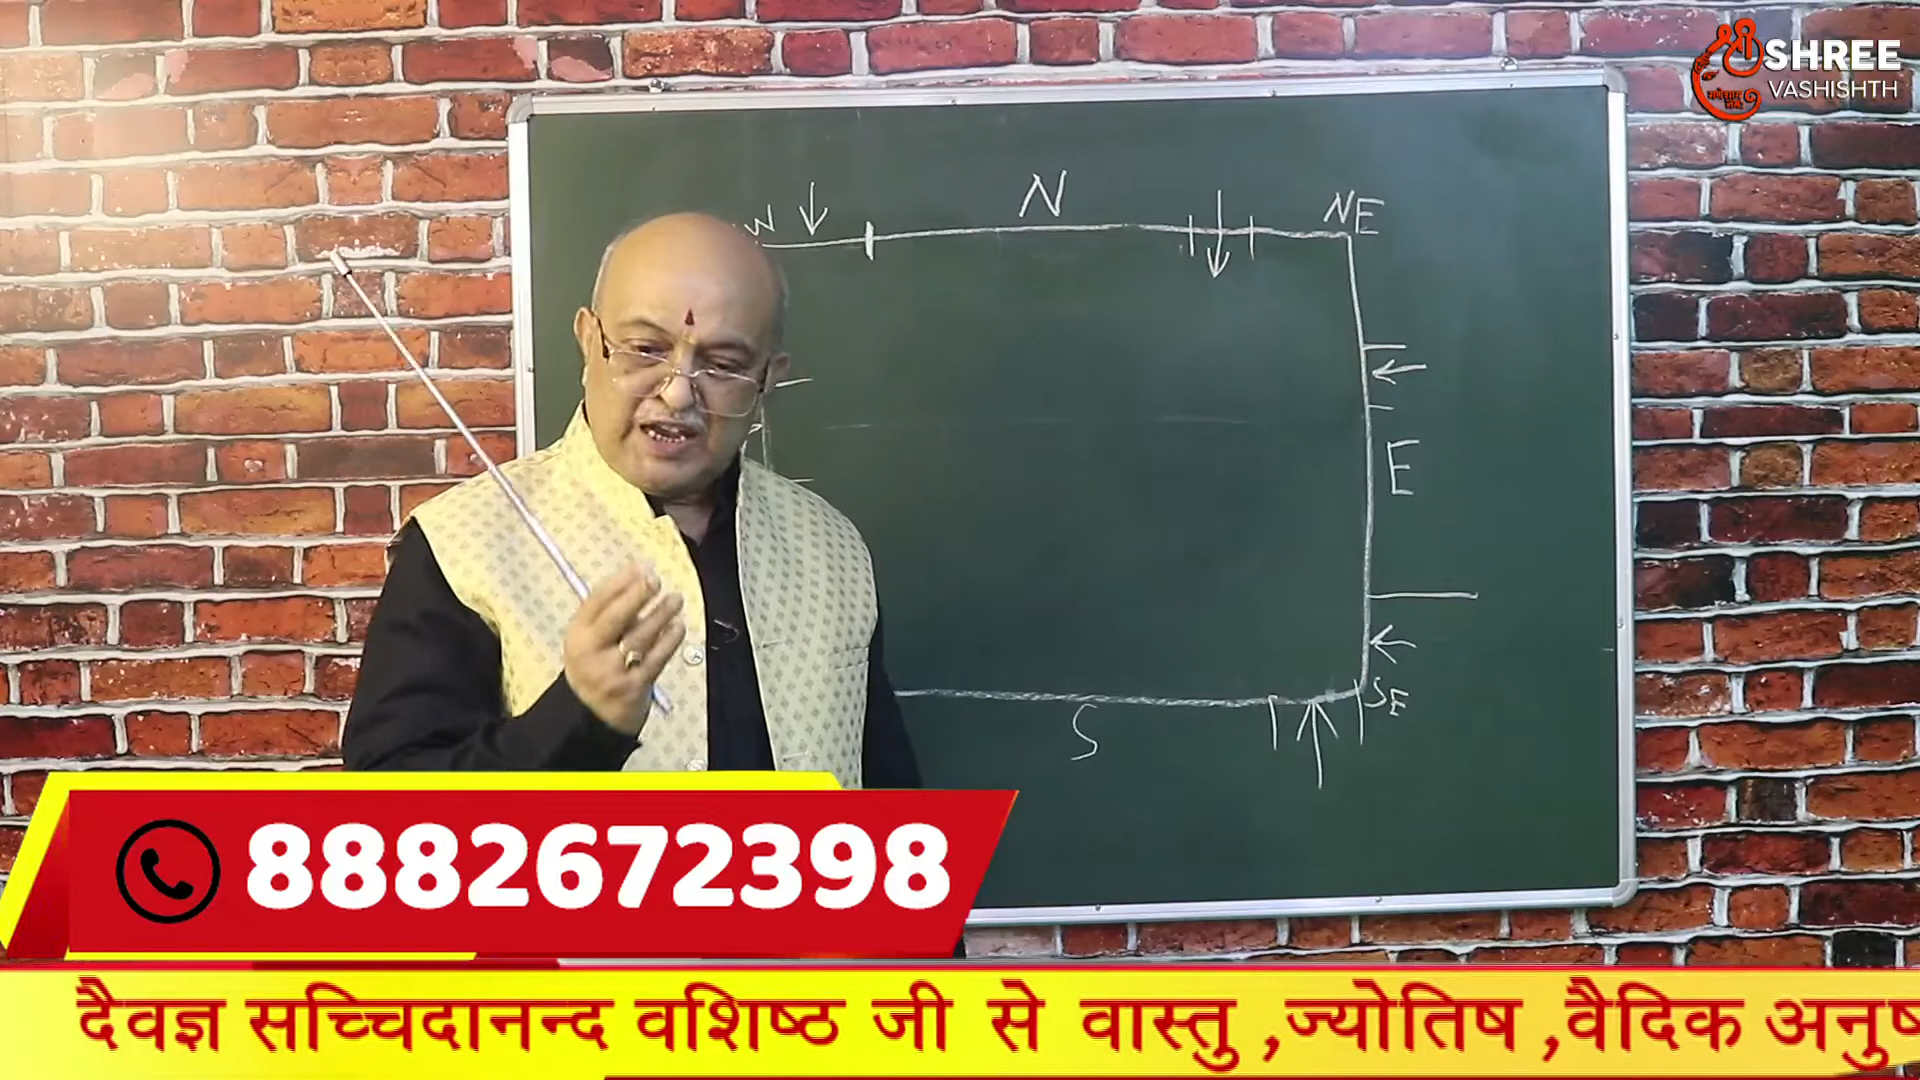 श्री SHREE
VASHISHTH
N
NE
W
E
SE
S
8882672398
दैवज्ञ सच्चिदानन्द वशिष्ठ जी से वास्तु ,ज्योतिष ,वैदिक अनुष